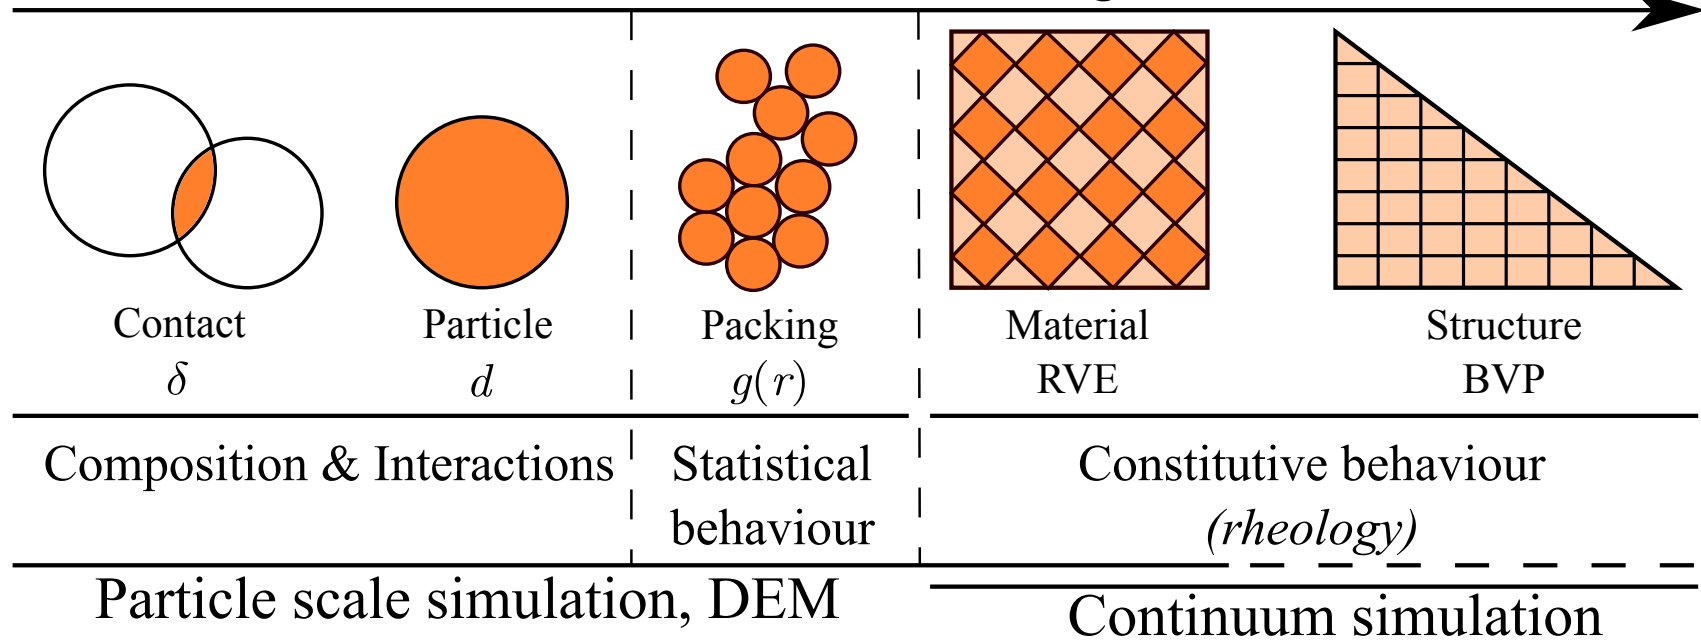 Contact Particle Packing Material Structure
δ d g(r) RVE BVP
Composition & Interactions Statistical behaviour Constitutive behaviour
(rheology)
Particle scale simulation, DEM
Continuum simulation